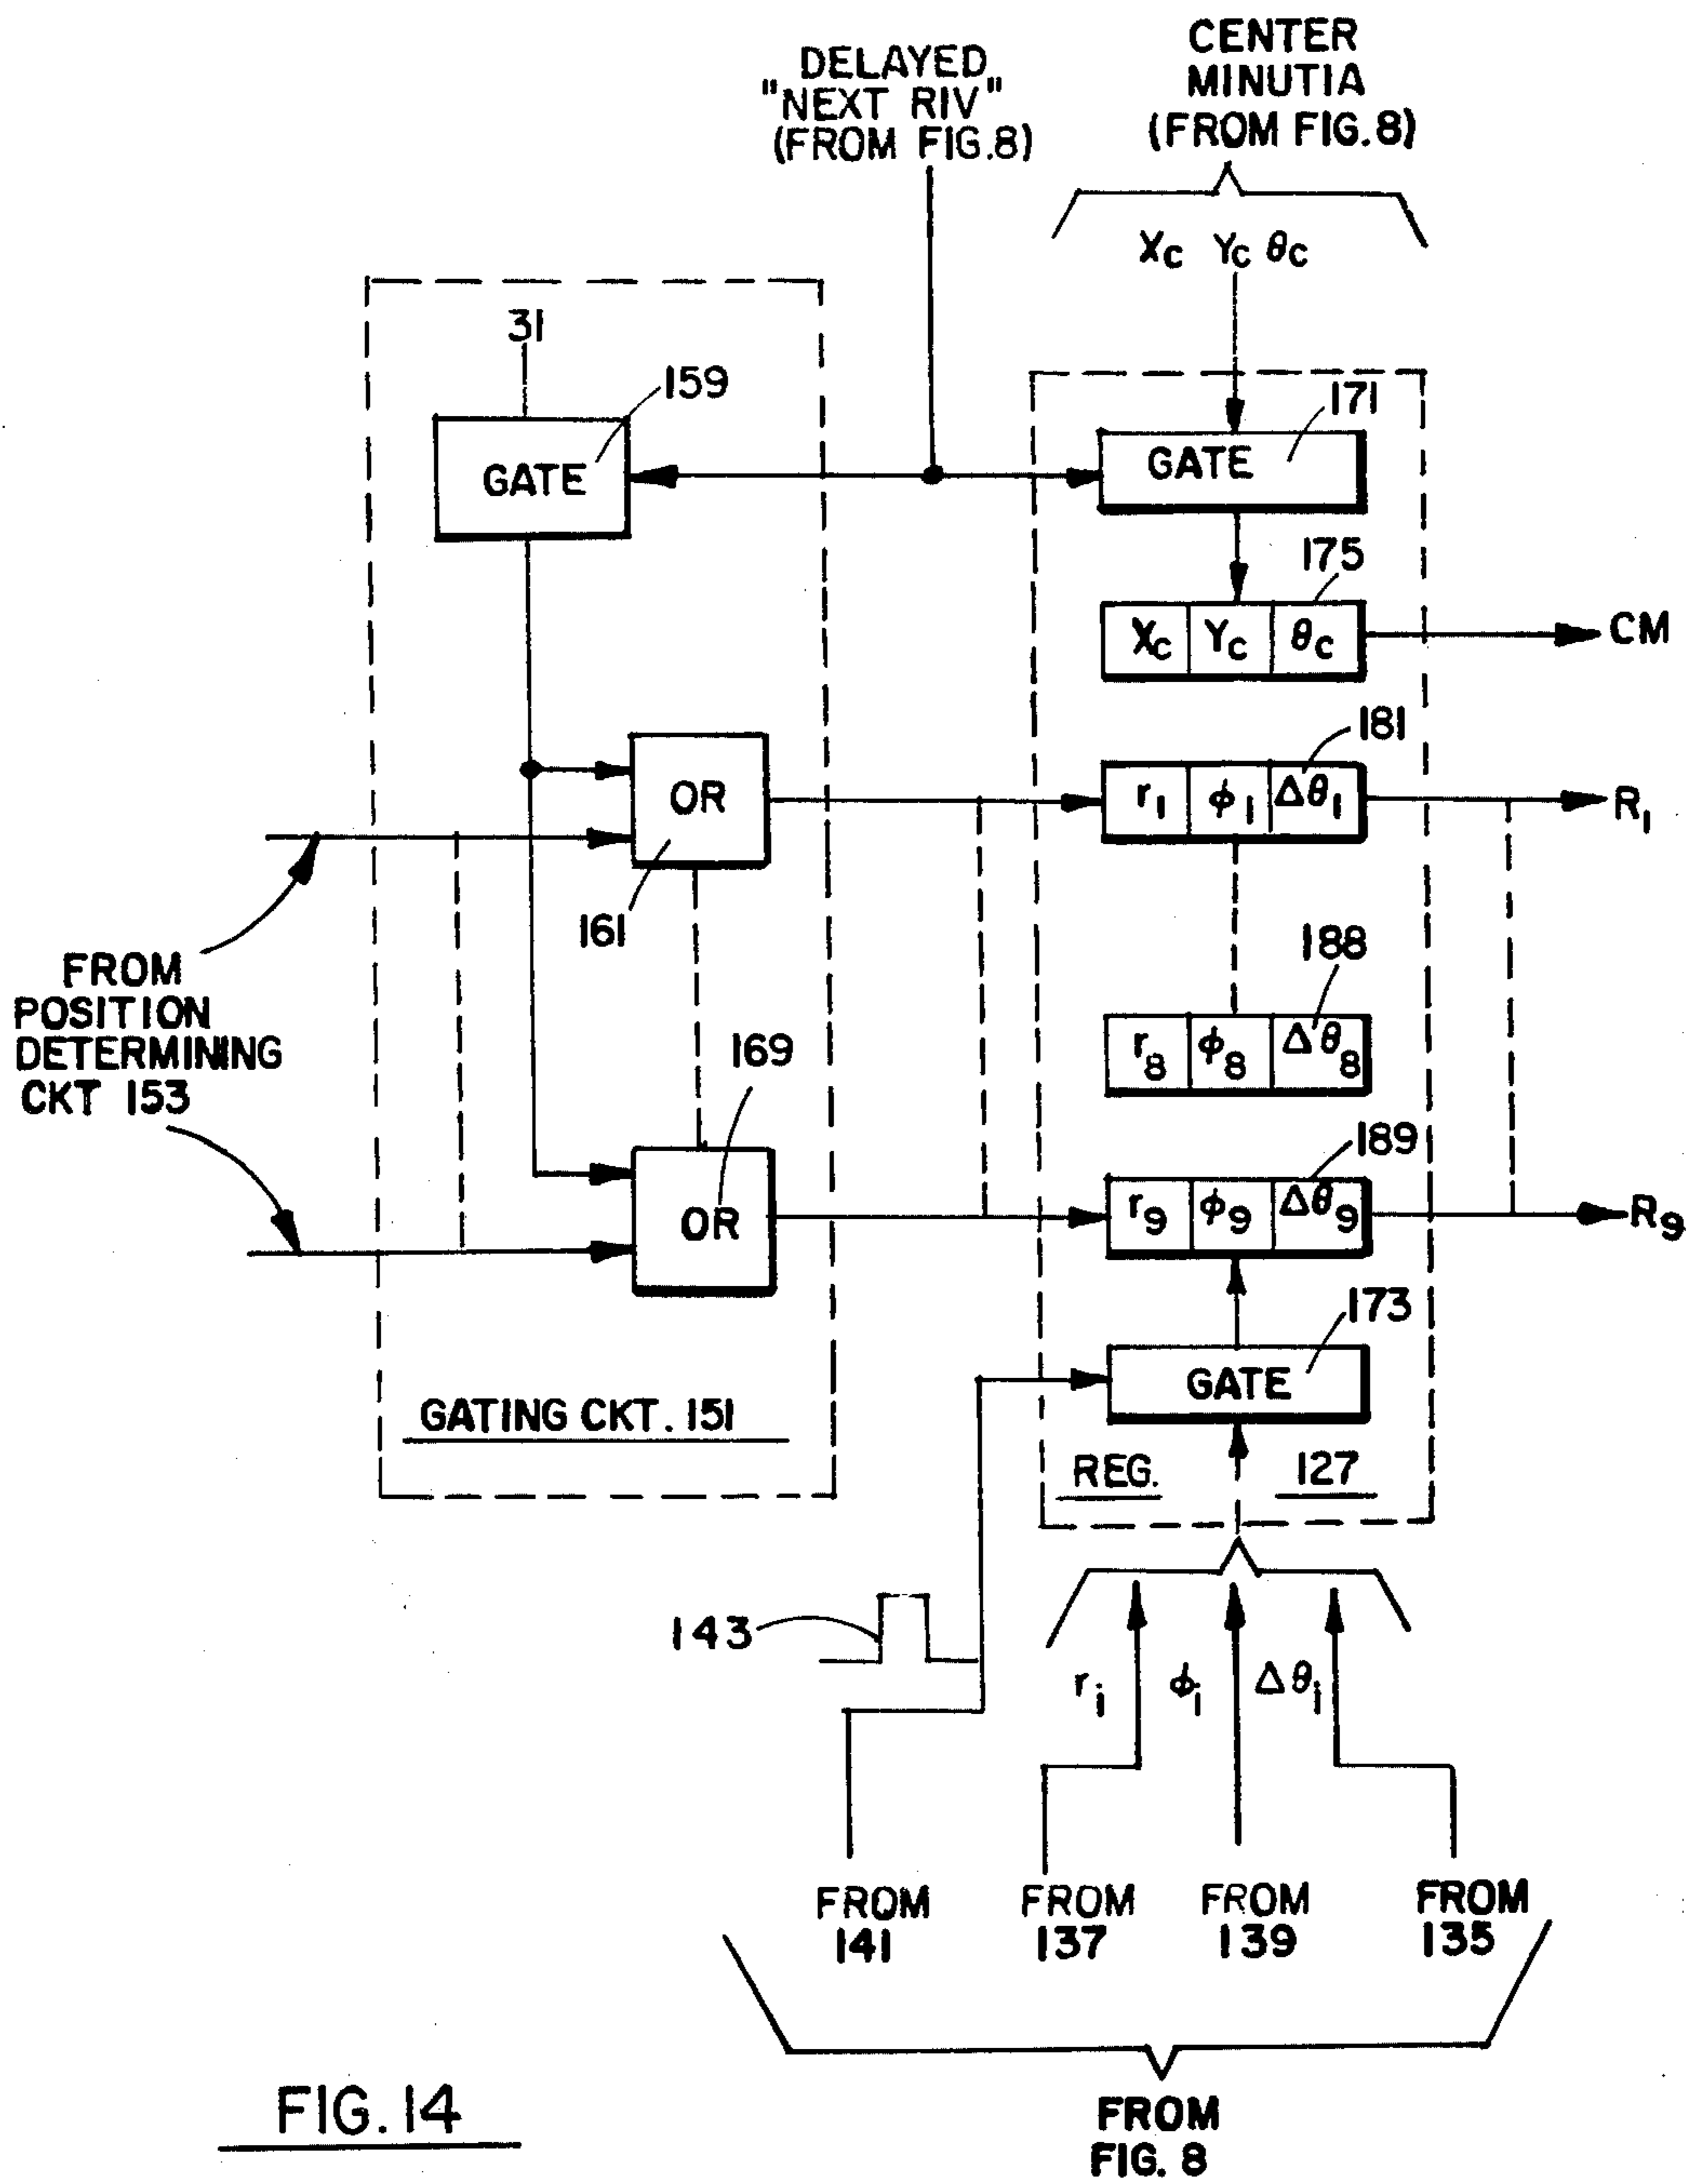 CENTER
MINUTIA
(FROM FIG. 8)
DELAYED
"NEXT RIV"
(FROM FIG.8)
Xc Yc θc
31
159
GATE
171
GATE
175
Xc Yc θc
CM
181
OR
r1 ϕ1 Δθ1
R1
161
188
FROM
POSITION
DETERMINING
CKT 153
r8 ϕ8 Δθ8
169
189
OR
r9 ϕ9 Δθ9
R9
173
GATE
GATING CKT. 151
REG. 127
143
ri ϕi Δθi
FROM
141
FROM
137
FROM
139
FROM
135
FIG. 14
FROM
FIG. 8